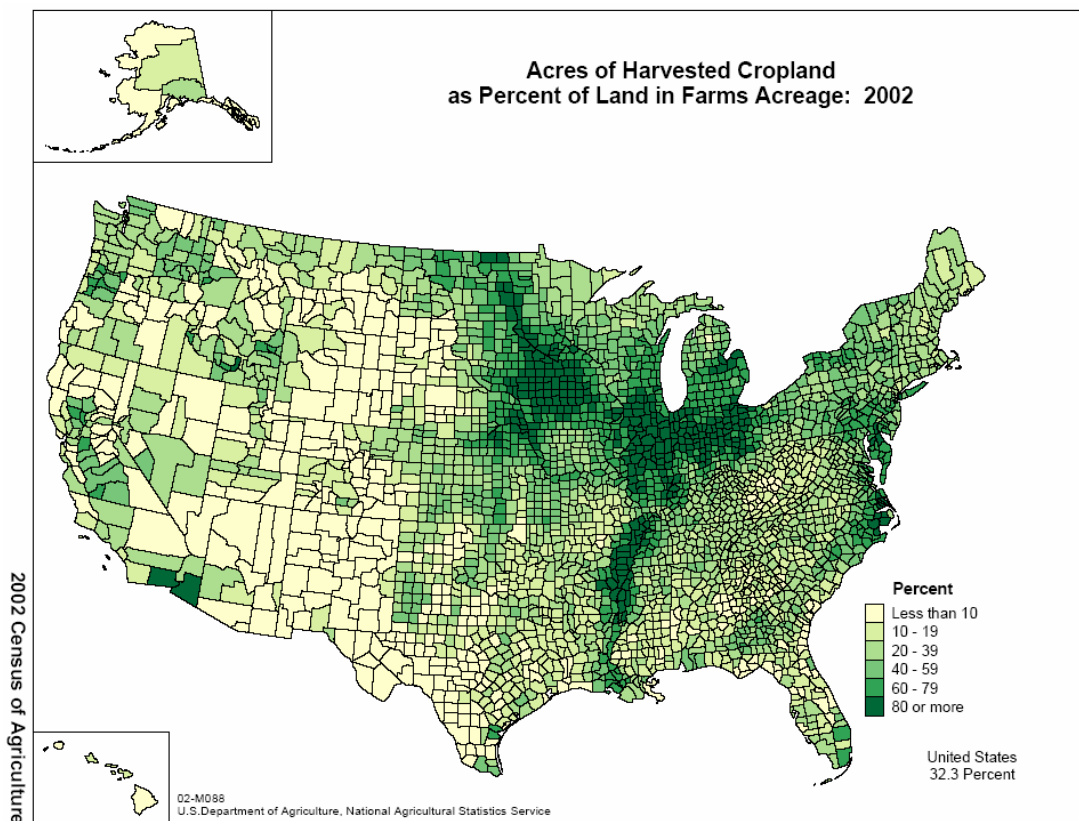 Acres of Harvested Cropland
as Percent of Land in Farms Acreage: 2002
2002 Census of Agriculture
Percent
Less than 10
10 - 19
20 - 39
40 - 59
60 - 79
80 or more
United States
32.3 Percent
02-M088
U.S.Department of Agriculture, National Agricultural Statistics Service